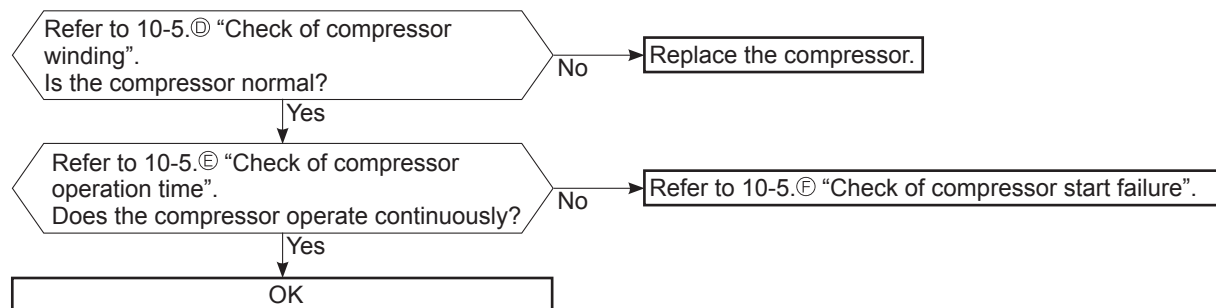 Refer to 10-5.Ⓓ “Check of compressor
winding”.
Is the compressor normal?
No
Replace the compressor.
Yes
Refer to 10-5.Ⓔ “Check of compressor
operation time”.
Does the compressor operate continuously?
No
Refer to 10-5.Ⓕ “Check of compressor start failure”.
Yes
OK